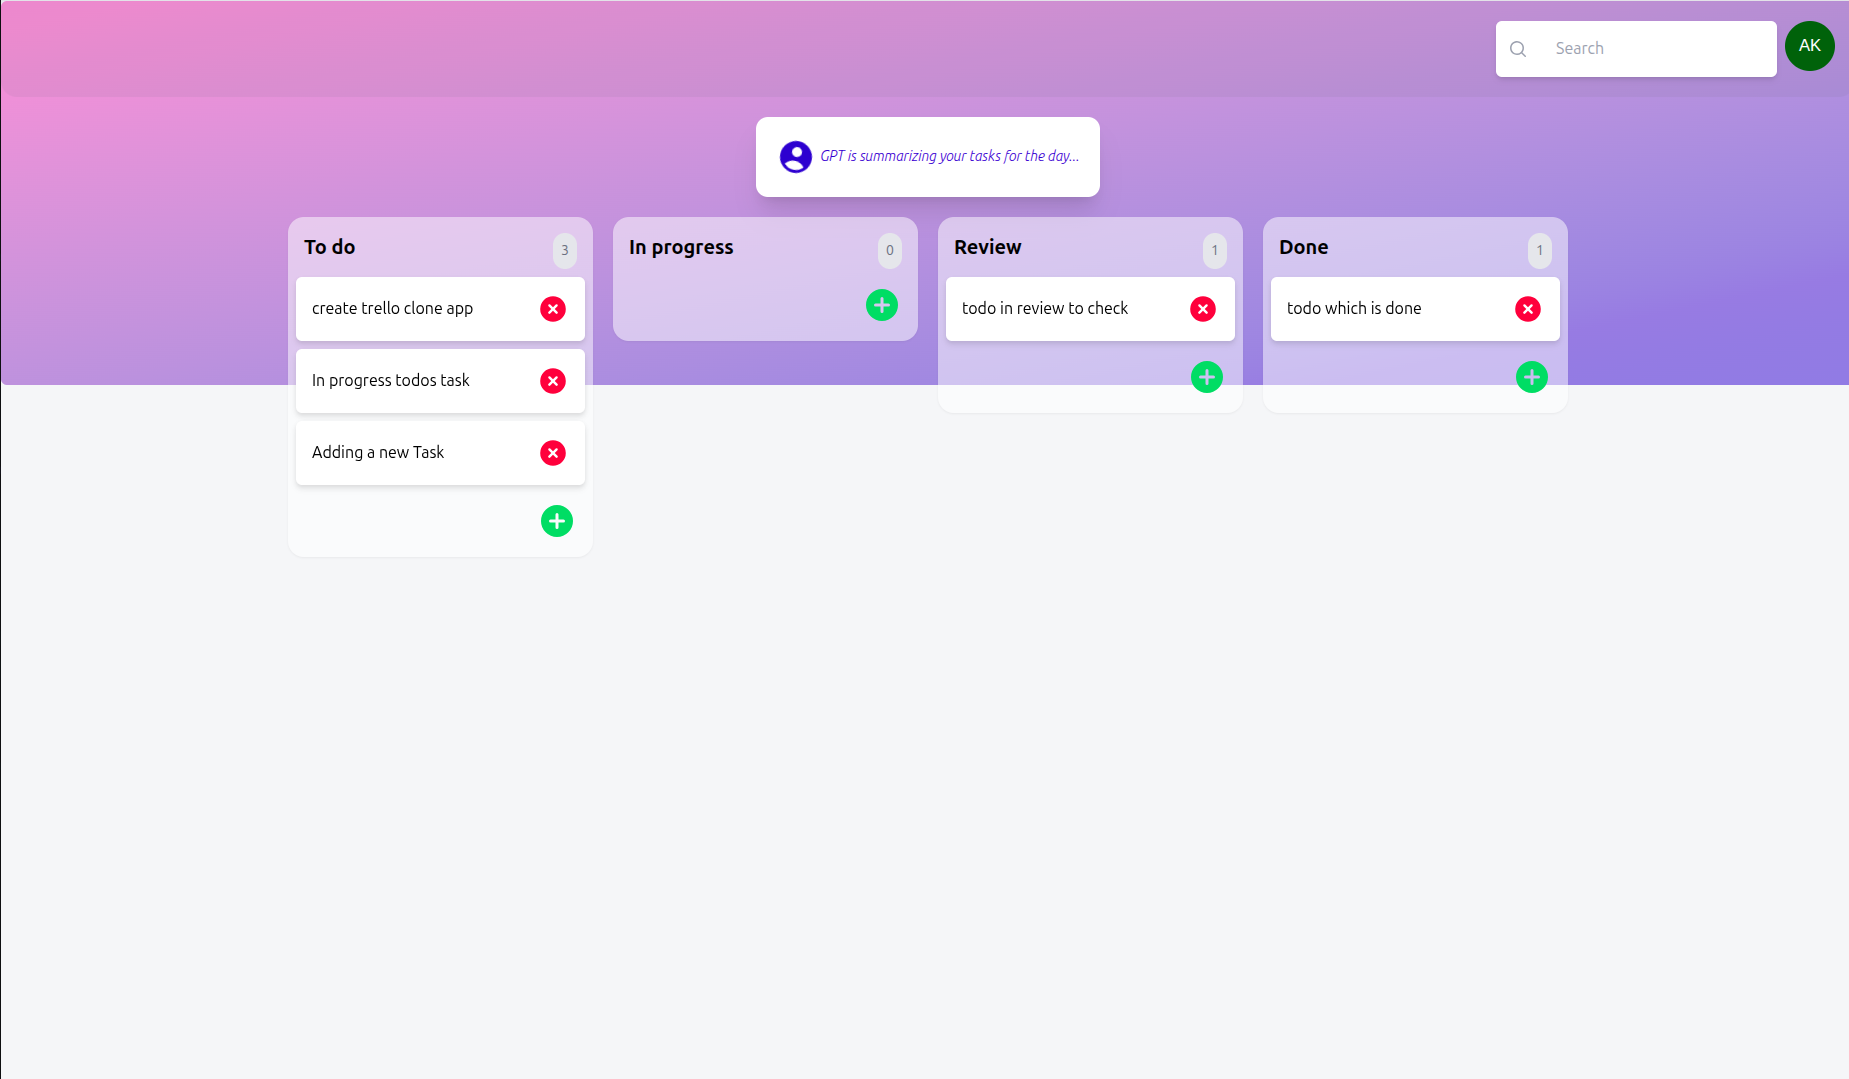 Search
AK
GPT is summarizing your tasks for the day...
To do
3
create trello clone app
In progress todos task
Adding a new Task
In progress
0
Review
1
todo in review to check
Done
1
todo which is done